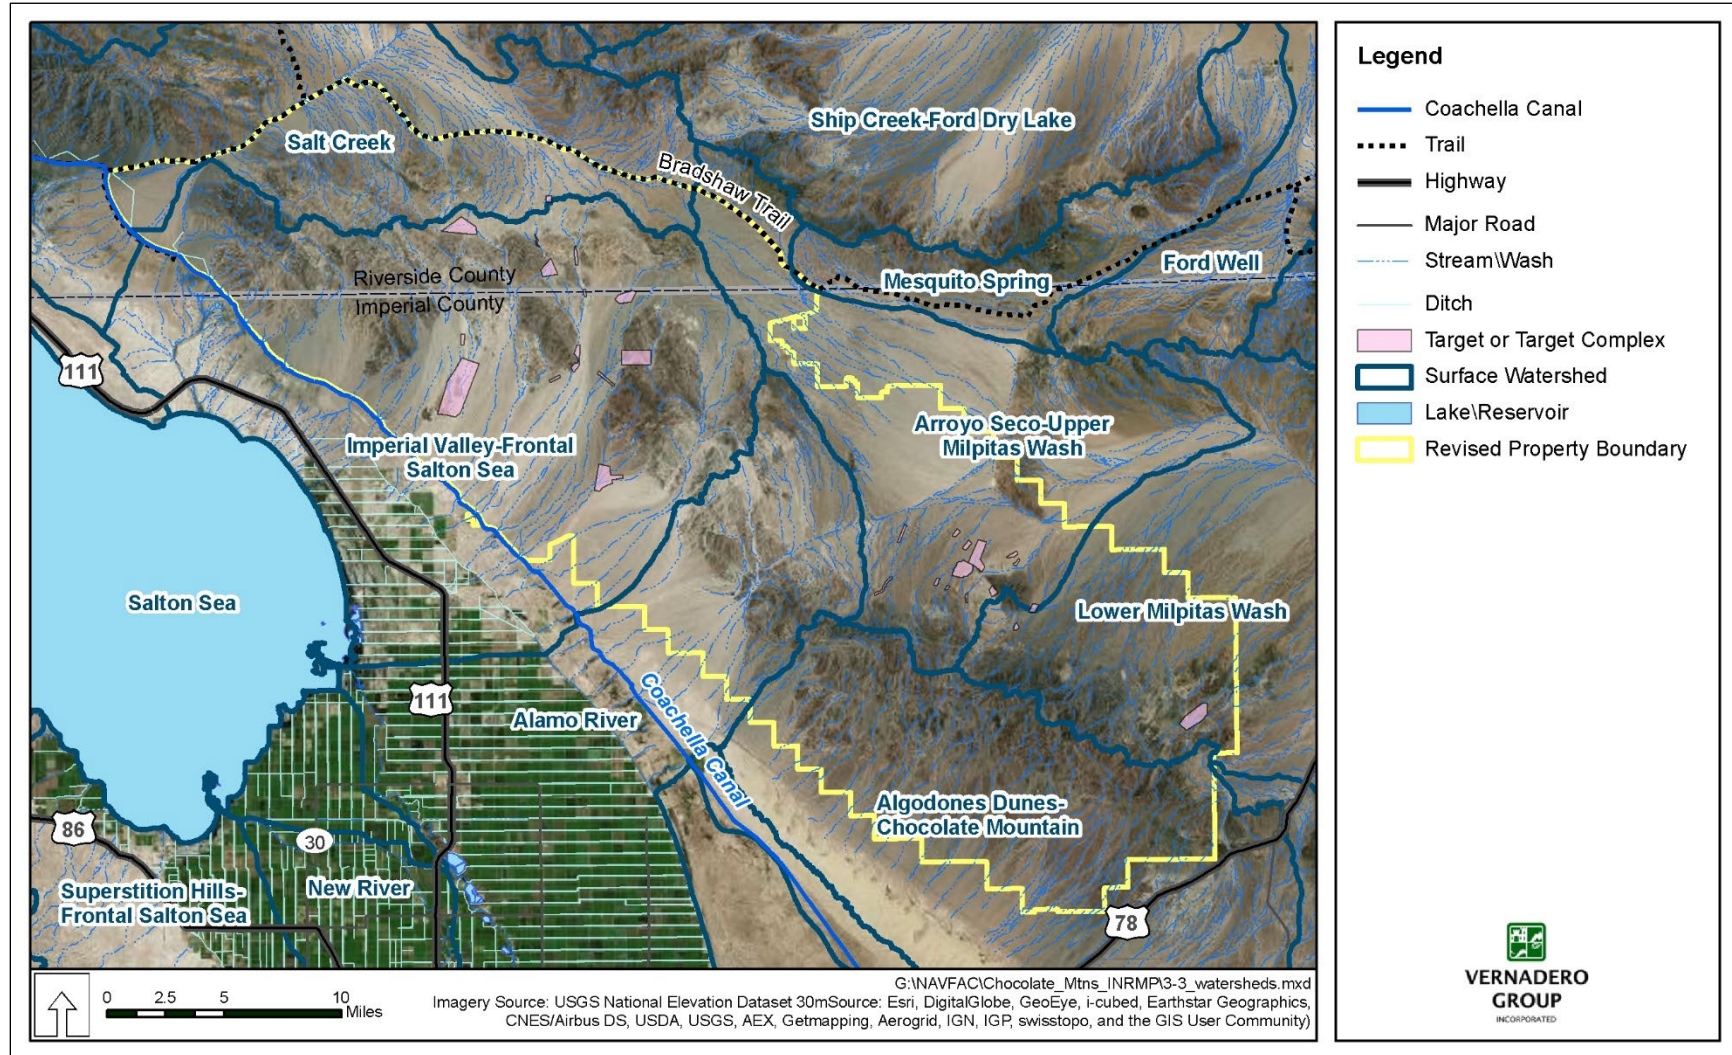 Ship Creek-Ford Dry Lake
Salt Creek
Bradshaw Trail
Ford Well
Riverside County
Mesquito Spring
Imperial County
111
Arroyo Seco-Upper
Milpitas Wash
Imperial Valley-Frontal
Salton Sea
Salton Sea
Lower Milpitas Wash
111
Alamo River
Coachella Canal
Algodones Dunes-
Chocolate Mountain
86
30
Superstition Hills-
Frontal Salton Sea
New River
78
0 2.5 5 10
Miles
G:\NAVFAC\Chocolate_Mtns_INRMP\3-3_watersheds.mxd
Imagery Source: USGS National Elevation Dataset 30mSource: Esri, DigitalGlobe, GeoEye, i-cubed, Earthstar Geographics,
CNES/Airbus DS, USDA, USGS, AEX, Getmapping, Aerogrid, IGN, IGP, swisstopo, and the GIS User Community)
Legend
Coachella Canal
Trail
Highway
Major Road
Stream\Wash
Ditch
Target or Target Complex
Surface Watershed
Lake\Reservoir
Revised Property Boundary
VERNADERO
GROUP
INCORPORATED